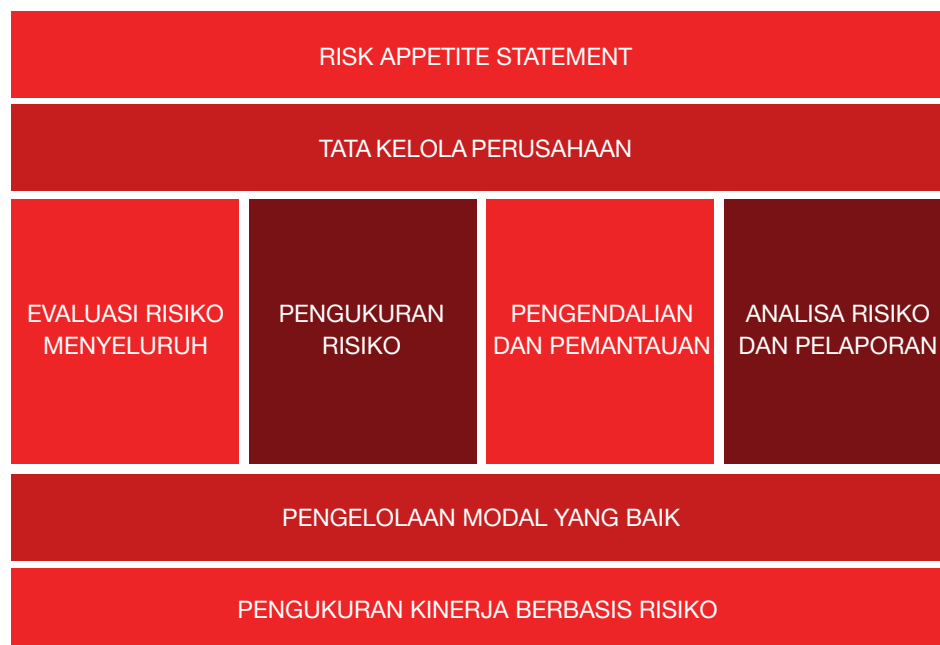 RISK APPETITE STATEMENT
TATA KELOLA PERUSAHAAN
EVALUASI RISIKO
MENYELURUH
PENGUKURAN
RISIKO
PENGENDALIAN
DAN PEMANTAUAN
ANALISA RISIKO
DAN PELAPORAN
PENGELOLAAN MODAL YANG BAIK
PENGUKURAN KINERJA BERBASIS RISIKO